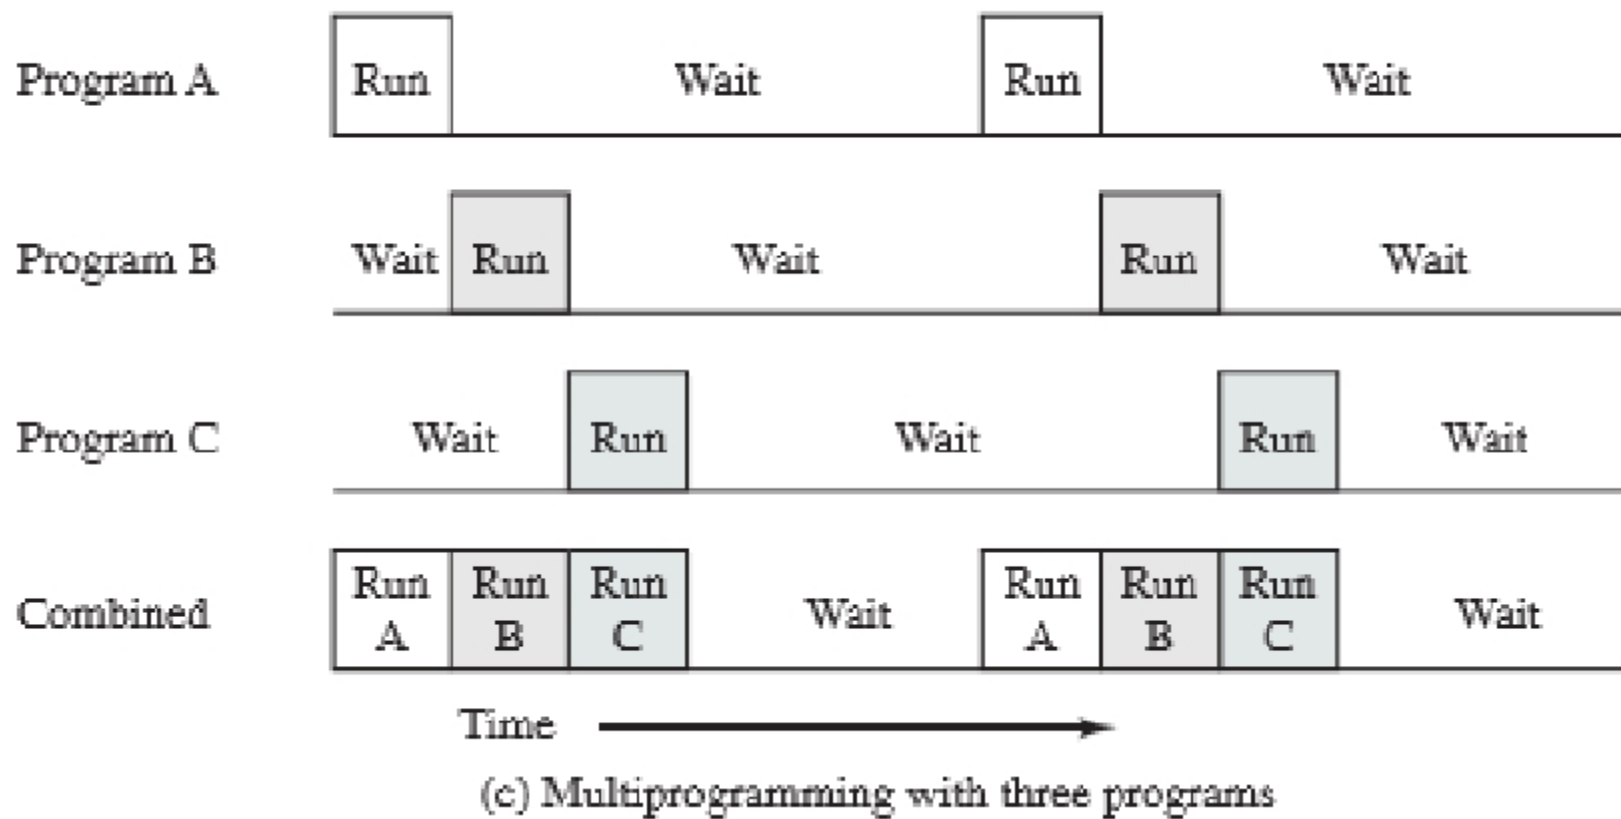 Program A Run Wait Run Wait
Program B Wait Run Wait Run Wait
Program C Wait Run Wait Run Wait
Combined Run A Run B Run C Wait Run A Run B Run C Wait
Time
(c) Multiprogramming with three programs